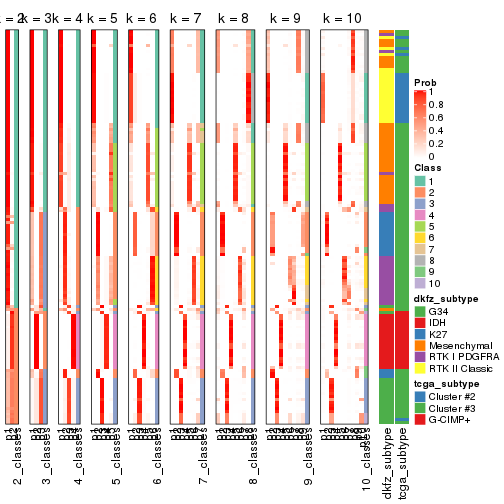 k = 2
k = 3
k = 4
k = 5
k = 6
k = 7
k = 8
k = 9
k = 10
Prob
1
0.8
0.6
0.4
0.2
0
Class
1
2
3
4
5
6
7
8
9
10
dkfz_subtype
G34
IDH
K27
Mesenchymal
RTK I PDGFRA
RTK II Classic
tcga_subtype
Cluster #2
Cluster #3
G-CIMP+
2_classes
3_classes
4_classes
5_classes
6_classes
7_classes
8_classes
9_classes
10_classes
dkfz_subtype
tcga_subtype